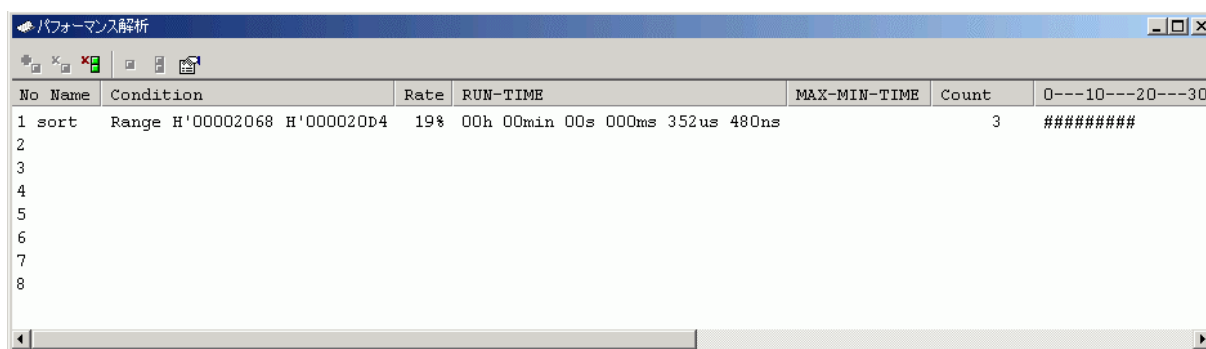 パフォーマンス解析
No Name Condition Rate RUN-TIME MAX-MIN-TIME Count 0---10---20---30
1 sort Range H'00002068 H'000020D4 19% 00h 00min 00s 000ms 352us 480ns 3 #########
2
3
4
5
6
7
8